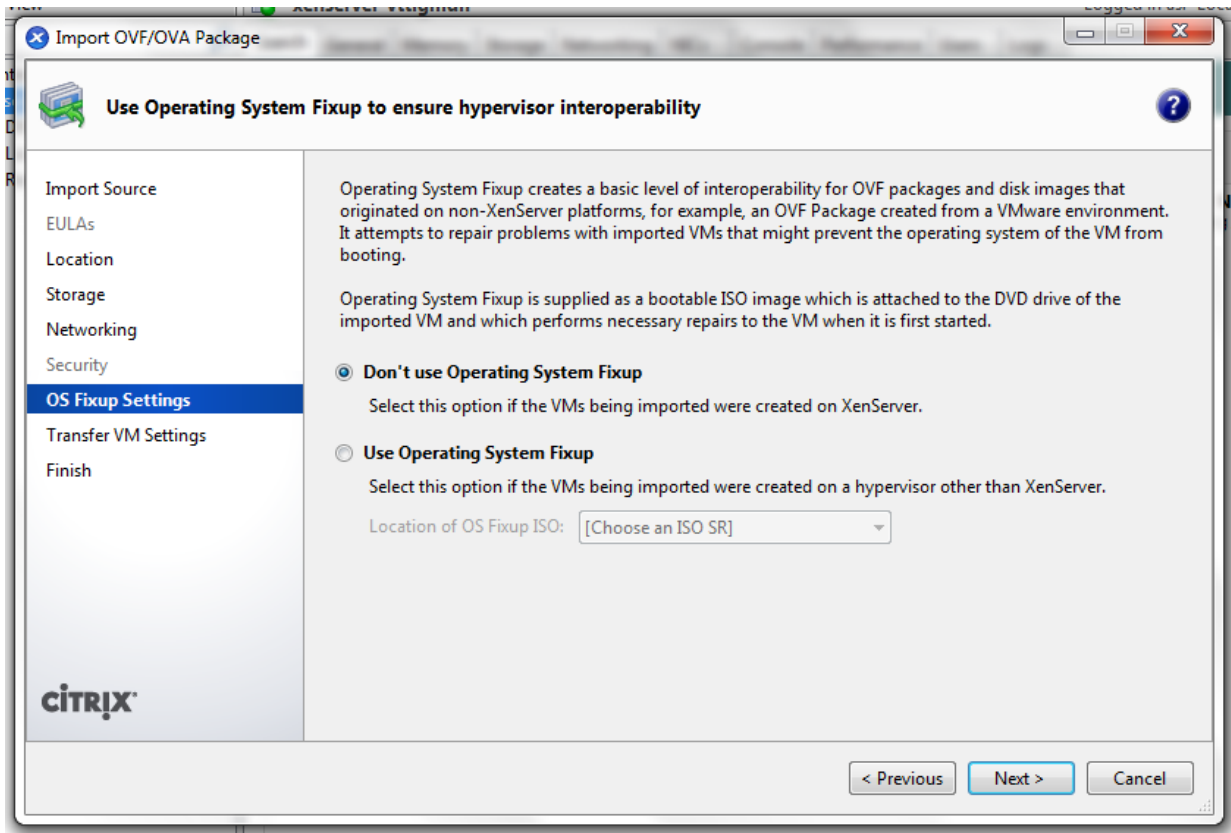 Import OVF/OVA Package
Use Operating System Fixup to ensure hypervisor interoperability
?
Import Source
EULAs
Location
Storage
Networking
Security
OS Fixup Settings
Transfer VM Settings
Finish
Operating System Fixup creates a basic level of interoperability for OVF packages and disk images that
originated on non-XenServer platforms, for example, an OVF Package created from a VMware environment.
It attempts to repair problems with imported VMs that might prevent the operating system of the VM from
booting.
Operating System Fixup is supplied as a bootable ISO image which is attached to the DVD drive of the
imported VM and which performs necessary repairs to the VM when it is first started.
Don't use Operating System Fixup
Select this option if the VMs being imported were created on XenServer.
Use Operating System Fixup
Select this option if the VMs being imported were created on a hypervisor other than XenServer.
Location of OS Fixup ISO: [Choose an ISO SR]
CİTRIX
< Previous Next > Cancel